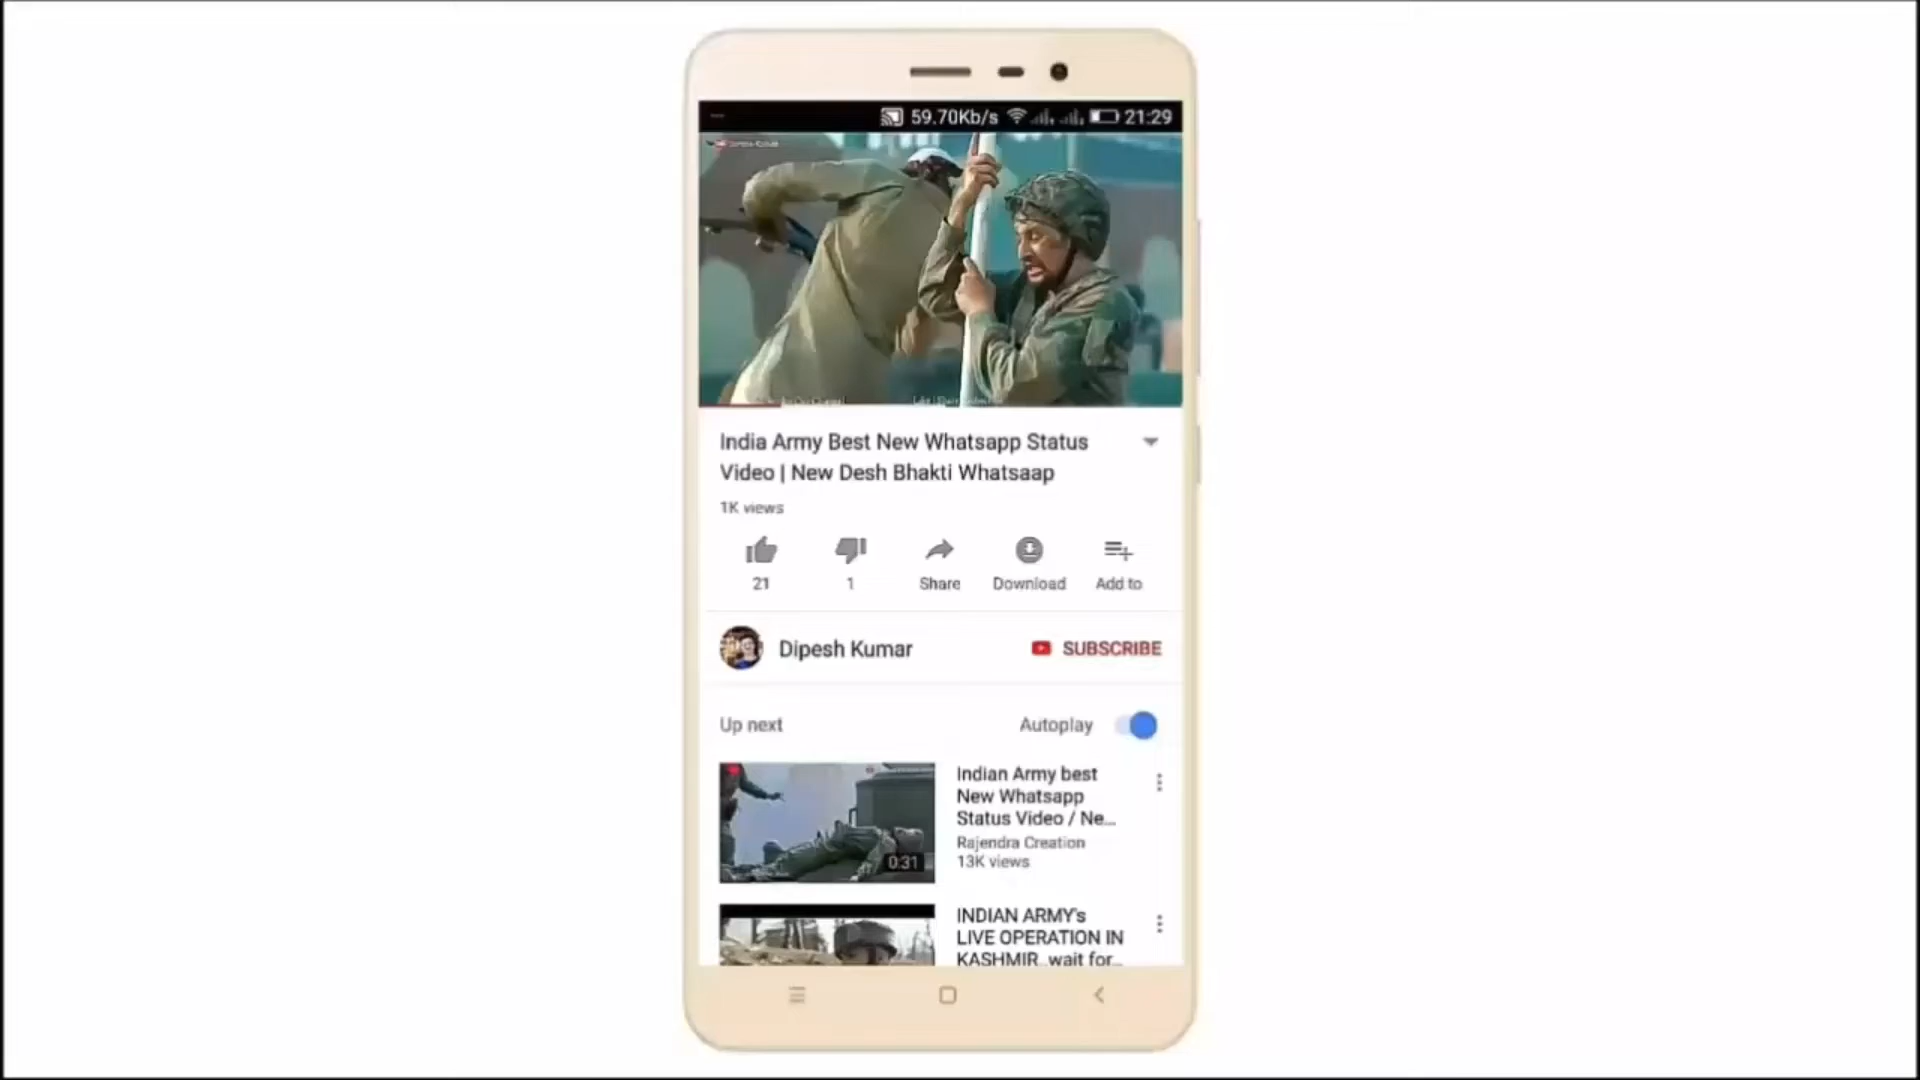 59.70Kb/s 21:29
India Army Best New Whatsapp Status
Video | New Desh Bhakti Whatsaap
1K views
21
1
Share
Download
Add to
Dipesh Kumar
SUBSCRIBE
Up next
Autoplay
0:31
Indian Army best
New Whatsapp
Status Video / Ne...
Rajendra Creation
13K views
INDIAN ARMY's
LIVE OPERATION IN
KASHMIR..wait for...